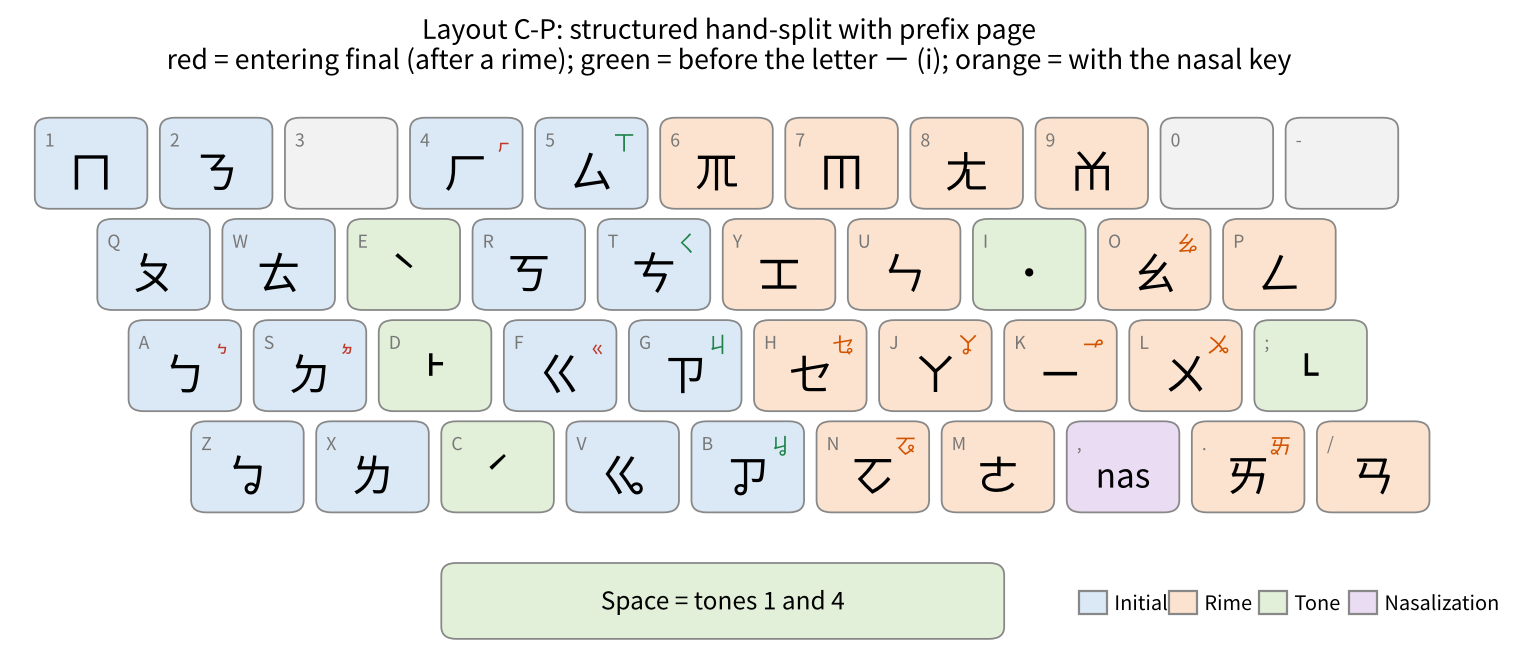 Layout C-P: structured hand-split with prefix page
red = entering final (after a rime); green = before the letter ㄧ (i); orange = with the nasal key
1 ㄇ 2 ㄋ 3 4 ㄏ ㆷ 5 ㄙ ㄒ 6 ㆭ 7 ㆬ 8 ㄤ 9 ㆰ 0 -
Q ㄆ W ㄊ E ˋ R ㄎ T ㄘ ㄑ Y ㆤ U ㄣ I ˙ O ㄠ ㆯ P ㄥ
A ㄅ ㆴ S ㄉ ㆵ D ㆏ F ㄍ ㆶ G ㄗ ㄐ H ㄝ ㆥ J ㄚ ㆩ K ㄧ ㆪ L ㄨ ㆫ ; ㆐
Z ㆠ X ㄌ C ˊ V ㆣ B ㆡ ㆢ N ㆦ ㆧ M ㄜ , nas . ㄞ ㆮ / ㄢ
Space = tones 1 and 4
Initial Rime Tone Nasalization